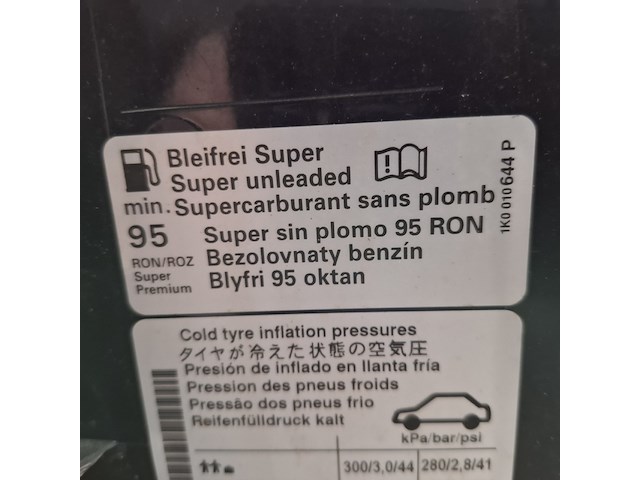 Bleifrei Super
Super unleaded
min. Supercarburant sans plomb
95 Super sin plomo 95 RON
RON/ROZ Bezolovnaty benzín
Super Blyfri 95 oktan
Premium
1K0 010 644 P
Cold tyre inflation pressures
タイヤが冷えた状態の空気圧
Presión de inflado en llanta fría
Pression des pneus froids
Pressão dos pneus frio
Reifenfülldruck kalt
kPa/bar/psi
300/3,0/44 280/2,8/41